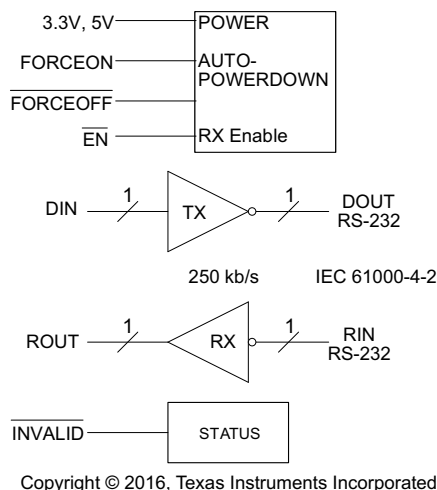 3.3V, 5V POWER
FORCEON AUTO-
POWERDOWN
FORCEOFF
EN RX Enable
DIN 1 TX 1 DOUT
RS-232
250 kb/s IEC 61000-4-2
ROUT 1 RX 1 RIN
RS-232
INVALID STATUS
Copyright © 2016, Texas Instruments Incorporated